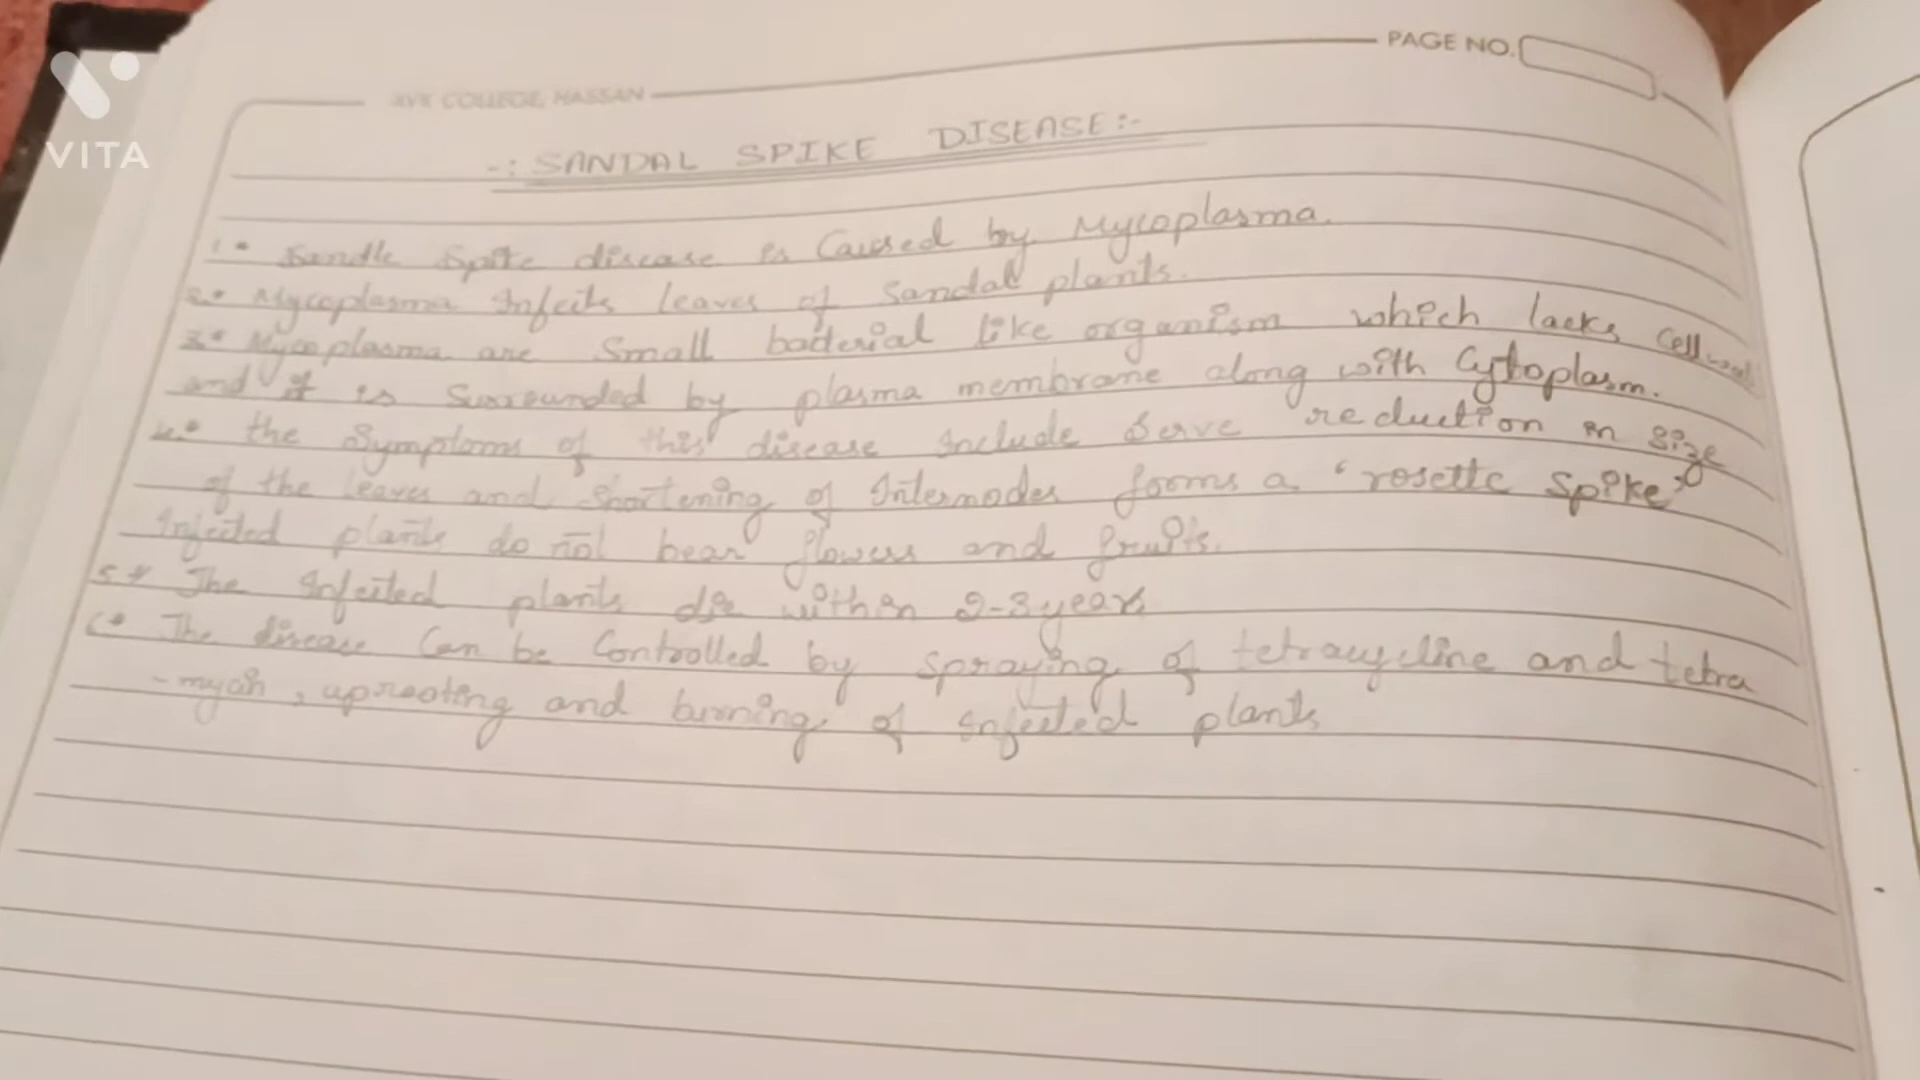 VITA
AVK COLLEGE, HASSAN
PAGE NO.
-: SANDAL SPIKE DISEASE:-
1• Sandle Spike disease is Caused by Mycoplasma.
2• Mycoplasma Infects leaves of Sandal plants.
3• Mycoplasma are Small bacterial like organism which lacks Cell wall
and it is Surrounded by plasma membrane along with Cytoplasm.
4• the Symptoms of this disease include Serve reduction in Size
of the leaves and Shortening of Internodes forms a 'rosette Spike'
Infected plants do not bear flowers and fruits.
5• The Infected plants die within 2-3 years
6• The disease Can be Controlled by Spraying of tetracycline and tetra
-mycin, uprooting and burning of Infected plants